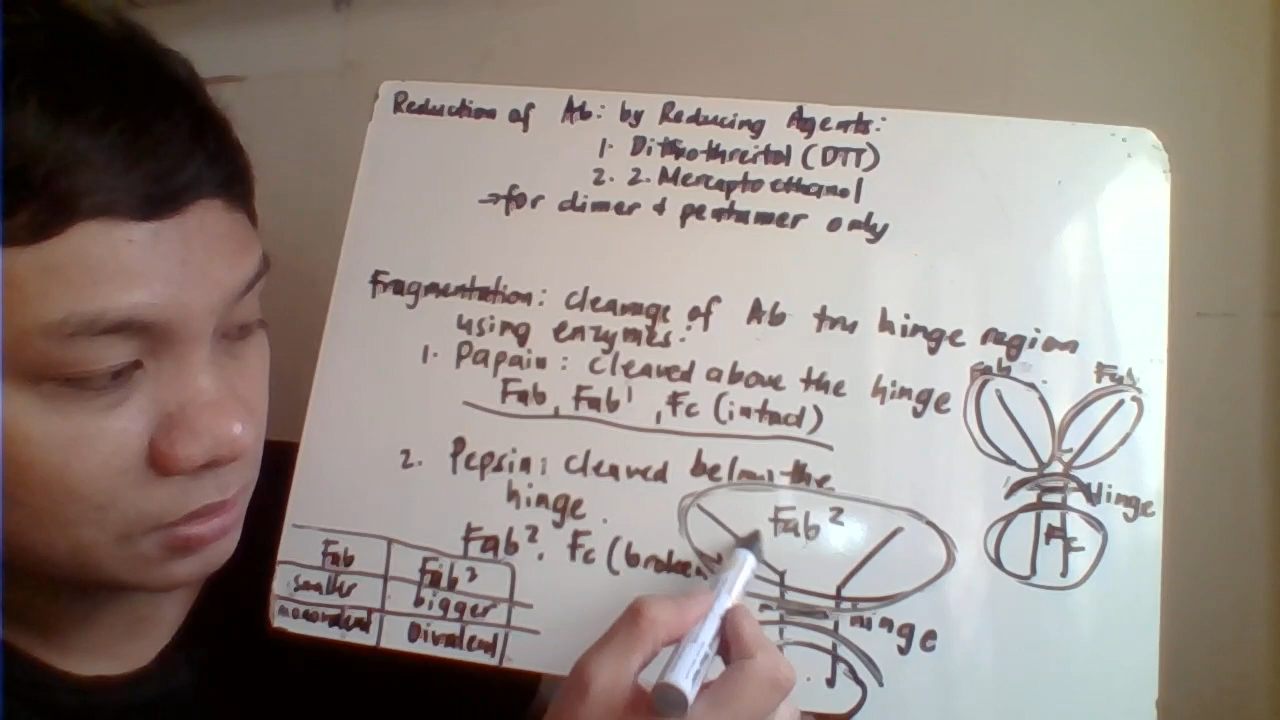 Reduction of Ab: by Reducing Agents:
1. Dithiothreitol (DTT)
2. 2. Mercaptoethanol
→for dimer & pentamer only
Fragmentation: cleavage of Ab thru hinge region
using enzymes:
1. Papain: cleaved above the hinge
Fab, Fab', Fc (intact)
2. Pepsin: cleaved below the
hinge.
Fab², Fc (broken
Fab Fab²
smaller bigger
monovalent Divalent
Fab Fab
Hinge
Fc
Fab²
hinge